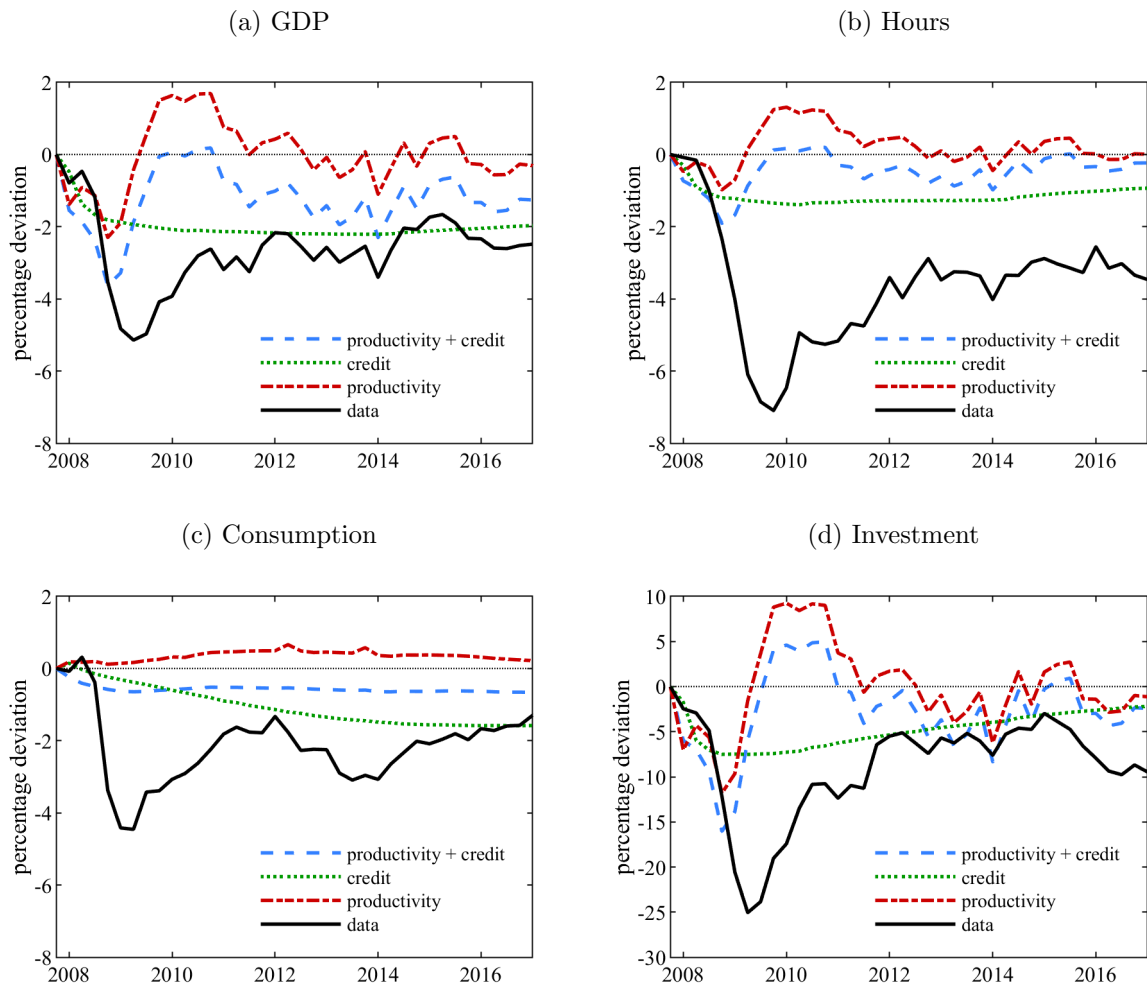 (a) GDP
percentage deviation
2
0
-2
-4
-6
-8
2008 2010 2012 2014 2016
productivity + credit
credit
productivity
data
(b) Hours
percentage deviation
2
0
-2
-4
-6
-8
2008 2010 2012 2014 2016
productivity + credit
credit
productivity
data
(c) Consumption
percentage deviation
2
0
-2
-4
-6
-8
2008 2010 2012 2014 2016
productivity + credit
credit
productivity
data
(d) Investment
percentage deviation
10
5
0
-5
-10
-15
-20
-25
-30
2008 2010 2012 2014 2016
productivity + credit
credit
productivity
data